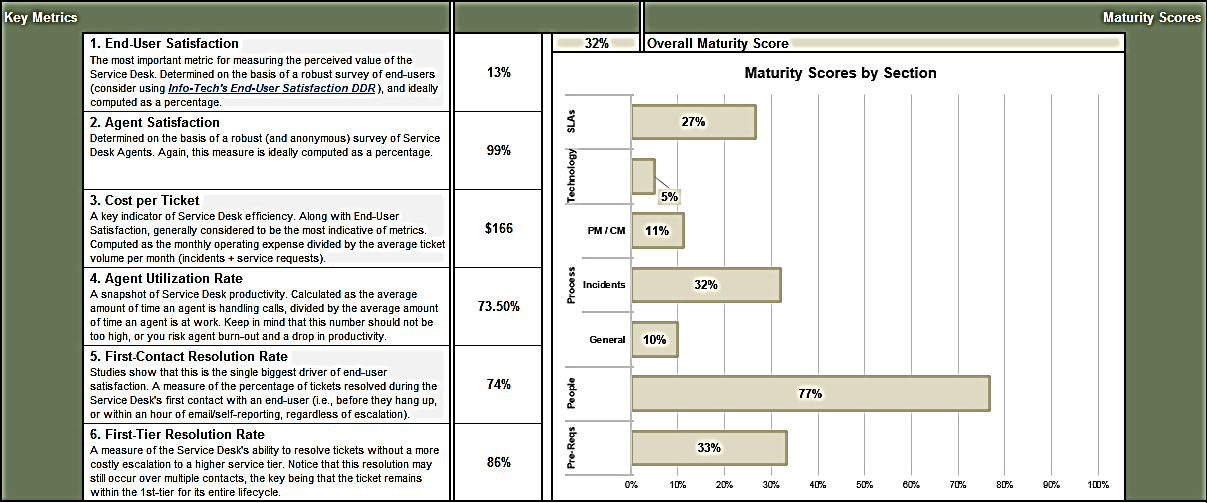 Key Metrics
Maturity Scores
1. End-User Satisfaction
The most important metric for measuring the perceived value of the
Service Desk. Determined on the basis of a robust survey of end-users
(consider using Info-Tech's End-User Satisfaction DDR ), and ideally
computed as a percentage.
13%
2. Agent Satisfaction
Determined on the basis of a robust (and anonymous) survey of Service
Desk Agents. Again, this measure is ideally computed as a percentage.
99%
3. Cost per Ticket
A key indicator of Service Desk efficiency. Along with End-User
Satisfaction, generally considered to be the most indicative of metrics.
Computed as the monthly operating expense divided by the average ticket
volume per month (incidents + service requests).
$166
4. Agent Utilization Rate
A snapshot of Service Desk productivity. Calculated as the average
amount of time an agent is handling calls, divided by the average amount
of time an agent is at work. Keep in mind that this number should not be
too high, or you risk agent burn-out and a drop in productivity.
73.50%
5. First-Contact Resolution Rate
Studies show that this is the single biggest driver of end-user
satisfaction. A measure of the percentage of tickets resolved during the
Service Desk's first contact with an end-user (i.e., before they hang up,
or within an hour of email/self-reporting, regardless of escalation).
74%
6. First-Tier Resolution Rate
A measure of the Service Desk's ability to resolve tickets without a more
costly escalation to a higher service tier. Notice that this resolution may
still occur over multiple contacts, the key being that the ticket remains
within the 1st-tier for its entire lifecycle.
86%
32% Overall Maturity Score
Maturity Scores by Section
SLAs
27%
Technology
5%
Process
PM / CM
11%
Incidents
32%
General
10%
People
77%
Pre-Reqs
33%
0% 10% 20% 30% 40% 50% 60% 70% 80% 90% 100%